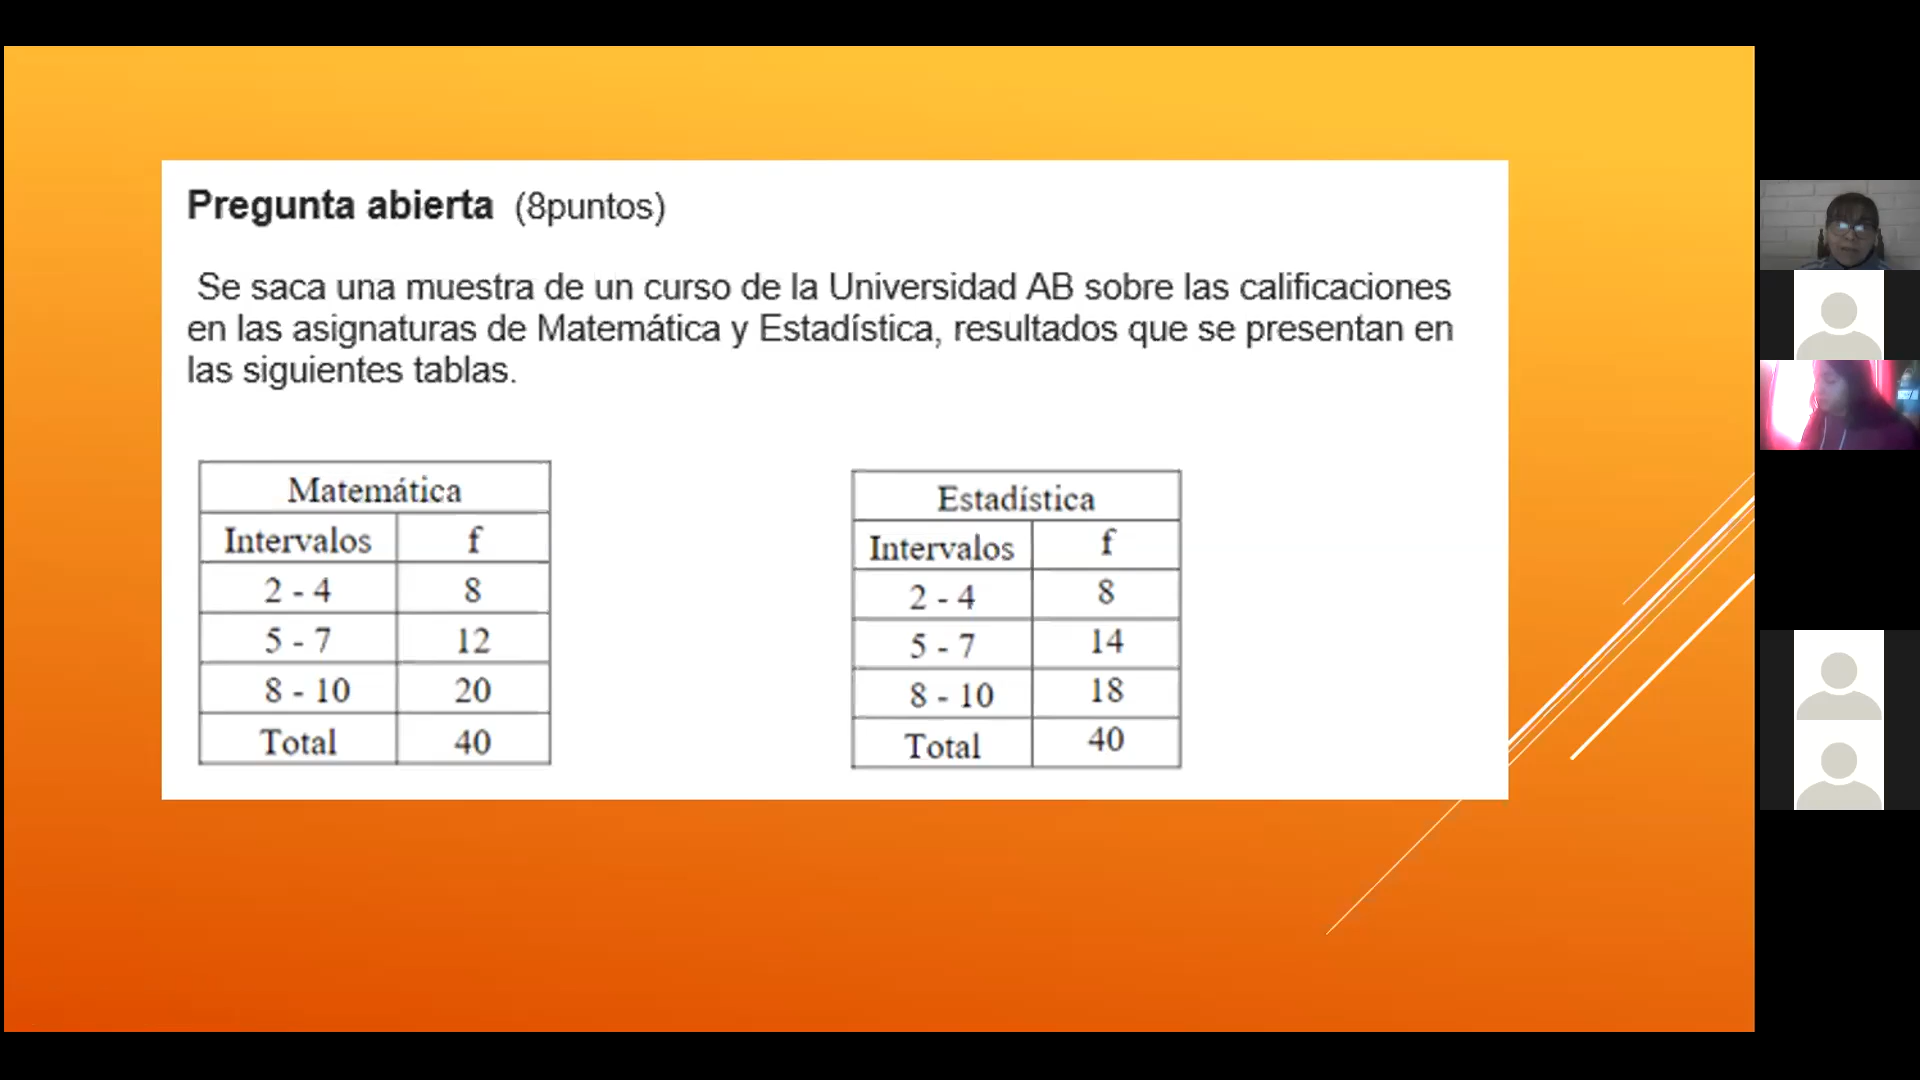 Pregunta abierta (8puntos)
Se saca una muestra de un curso de la Universidad AB sobre las calificaciones
en las asignaturas de Matemática y Estadística, resultados que se presentan en
las siguientes tablas.
Matemática
Intervalos f
2 - 4 8
5 - 7 12
8 - 10 20
Total 40
Estadística
Intervalos f
2 - 4 8
5 - 7 14
8 - 10 18
Total 40